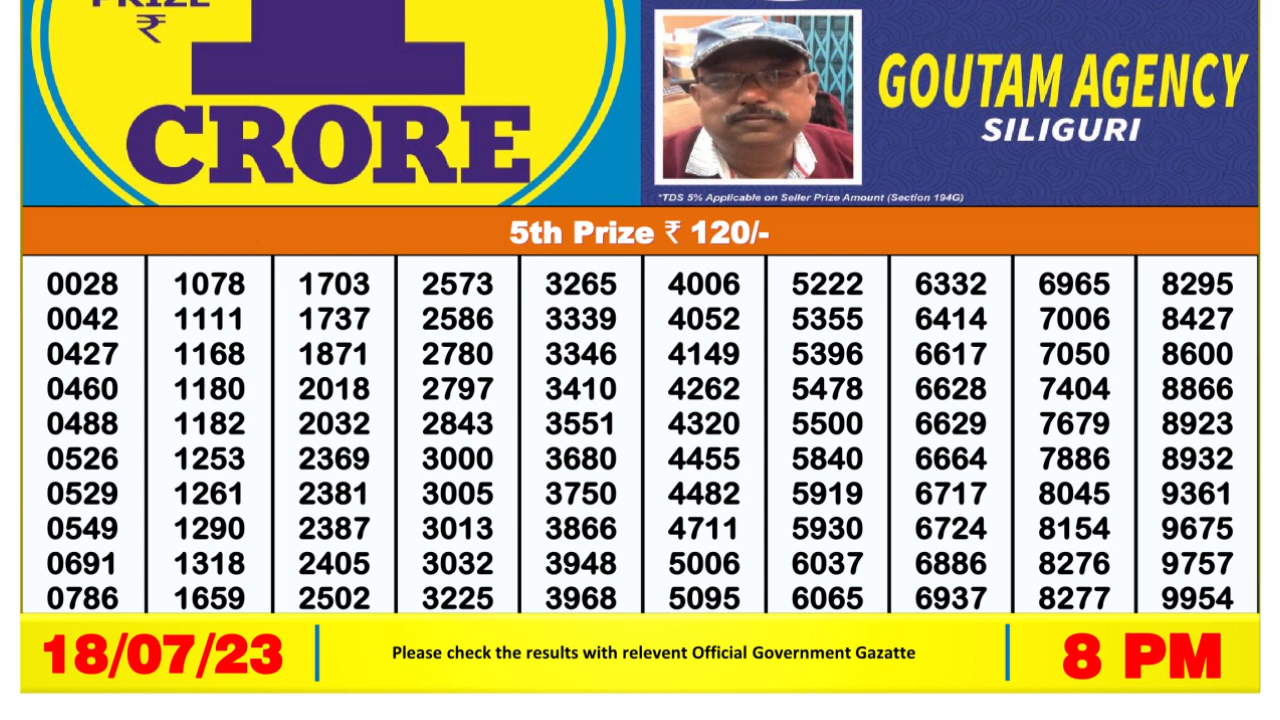 PRIZE
₹
1
CRORE
GOUTAM AGENCY
SILIGURI
*TDS 5% Applicable on Seller Prize Amount (Section 194G)
5th Prize ₹ 120/-
0028 1078 1703 2573 3265 4006 5222 6332 6965 8295
0042 1111 1737 2586 3339 4052 5355 6414 7006 8427
0427 1168 1871 2780 3346 4149 5396 6617 7050 8600
0460 1180 2018 2797 3410 4262 5478 6628 7404 8866
0488 1182 2032 2843 3551 4320 5500 6629 7679 8923
0526 1253 2369 3000 3680 4455 5840 6664 7886 8932
0529 1261 2381 3005 3750 4482 5919 6717 8045 9361
0549 1290 2387 3013 3866 4711 5930 6724 8154 9675
0691 1318 2405 3032 3948 5006 6037 6886 8276 9757
0786 1659 2502 3225 3968 5095 6065 6937 8277 9954
18/07/23 Please check the results with relevent Official Government Gazatte 8 PM